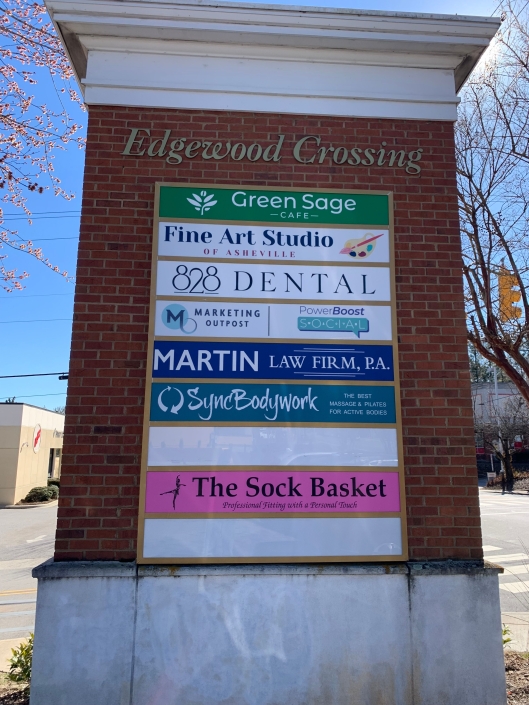 Edgewood Crossing
Green Sage
—CAFE—
Fine Art Studio
OF ASHEVILLE
828 DENTAL
MO MARKETING OUTPOST
PowerBoost
S•O•C•I•A•L
MARTIN LAW FIRM, P.A.
SyncBodywork
THE BEST
MASSAGE & PILATES
FOR ACTIVE BODIES
The Sock Basket
Professional Fitting with a Personal Touch